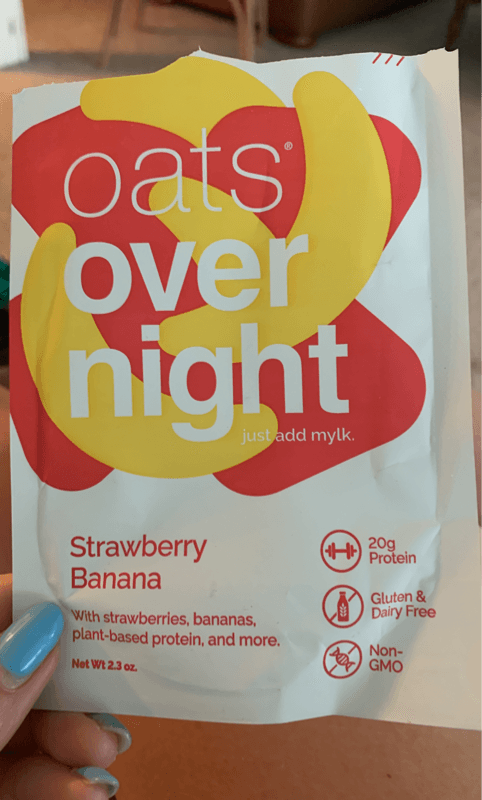 oats®
over
night
just add mylk.
Strawberry
Banana
With strawberries, bananas,
plant-based protein, and more.
Net Wt 2.3 oz.
20g
Protein
Gluten &
Dairy Free
Non-
GMO